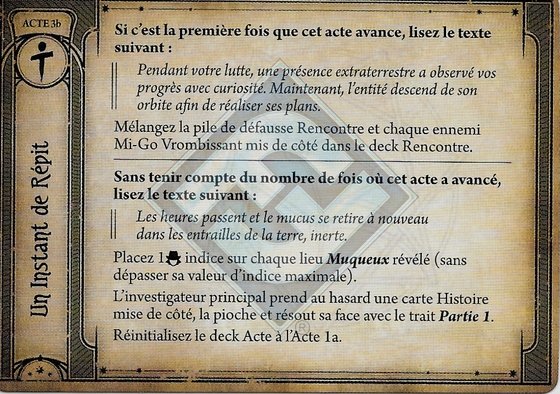 ACTE 3b
Un Instant de Répit
Si c'est la première fois que cet acte avance, lisez le texte
suivant :
Pendant votre lutte, une présence extraterrestre a observé vos
progrès avec curiosité. Maintenant, l'entité descend de son
orbite afin de réaliser ses plans.
Mélangez la pile de défausse Rencontre et chaque ennemi
Mi-Go Vrombissant mis de côté dans le deck Rencontre.
Sans tenir compte du nombre de fois où cet acte a avancé,
lisez le texte suivant :
Les heures passent et le mucus se retire à nouveau
dans les entrailles de la terre, inerte.
Placez 1 indice sur chaque lieu Muqueux révélé (sans
dépasser sa valeur d'indice maximale).
L'investigateur principal prend au hasard une carte Histoire
mise de côté, la pioche et résout sa face avec le trait Partie 1.
Réinitialisez le deck Acte à l'Acte 1a.
®